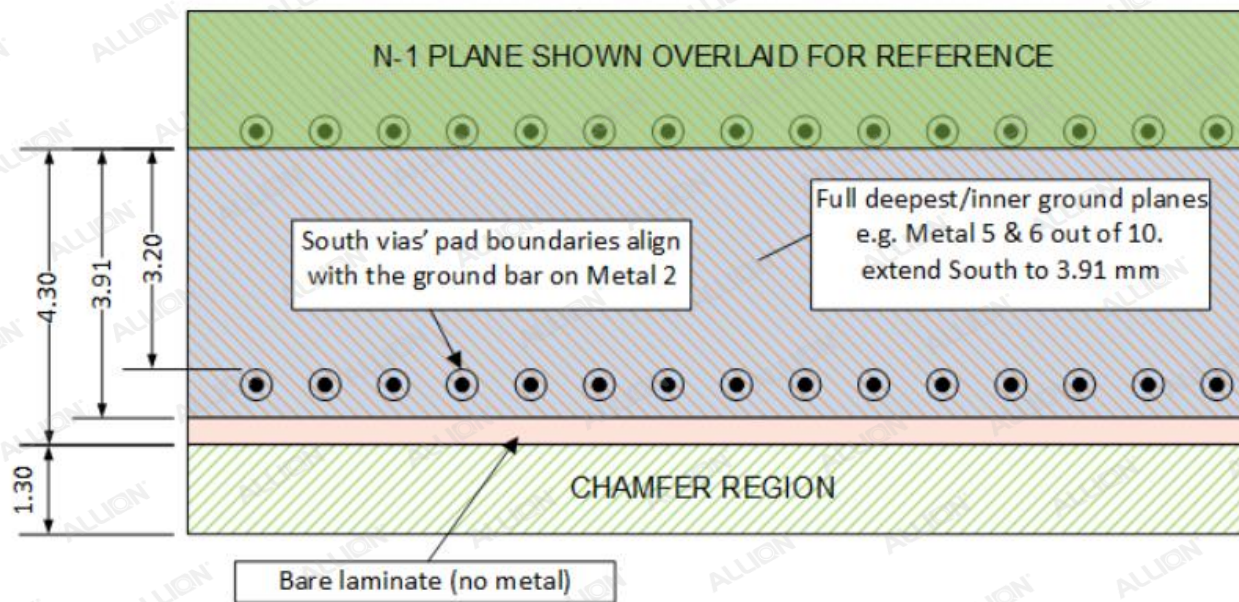 N-1 PLANE SHOWN OVERLAID FOR REFERENCE
Full deepest/inner ground planes
e.g. Metal 5 & 6 out of 10.
extend South to 3.91 mm
South vias' pad boundaries align
with the ground bar on Metal 2
4.30
3.91
3.20
1.30
CHAMFER REGION
Bare laminate (no metal)
ALLION